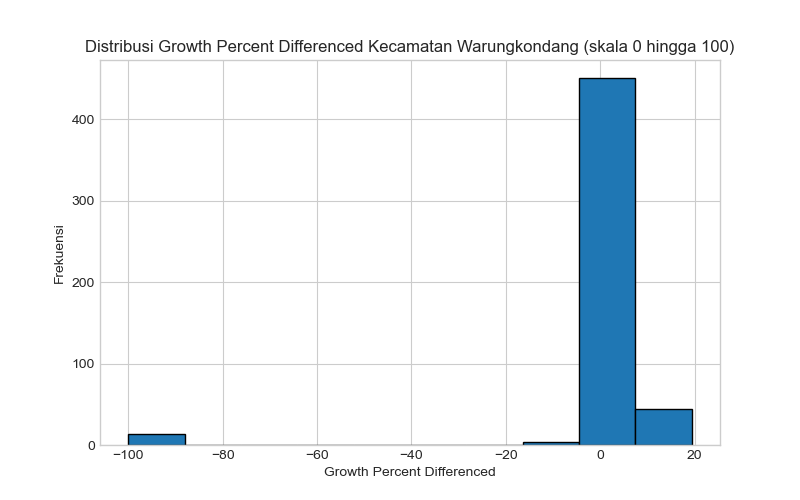 Distribusi Growth Percent Differenced Kecamatan Warungkondang (skala 0 hingga 100)
400
300
200
100
0
Frekuensi
−100 −80 −60 −40 −20 0 20
Growth Percent Differenced